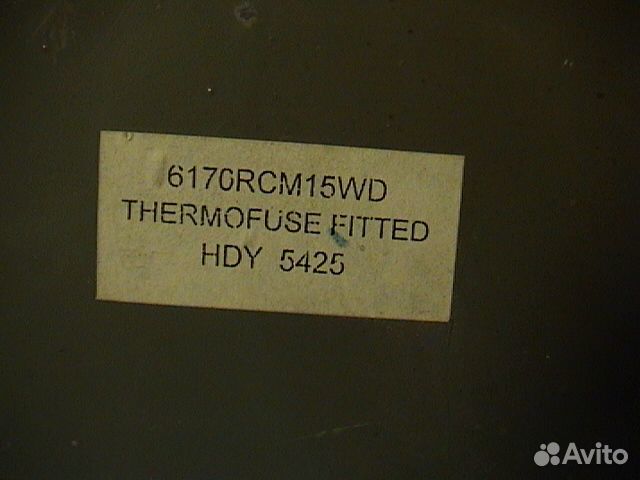 6170RCM15WD
THERMOFUSE FITTED
HDY 5425
Avito